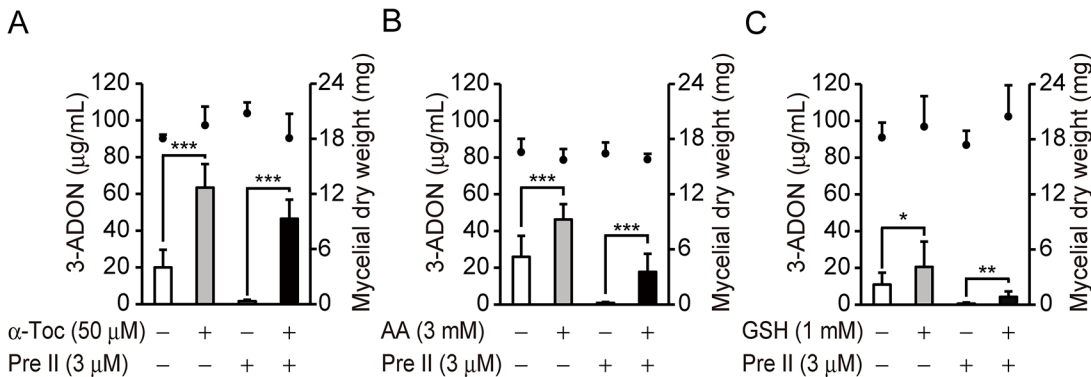 A
B
C
3-ADON (μg/mL)
120
100
80
60
40
20
0
***
***
24
18
12
6
0
Mycelial dry weight (mg)
α-Toc (50 μM) – + – +
Pre II (3 μM) – – + +
3-ADON (μg/mL)
120
100
80
60
40
20
0
***
***
24
18
12
6
0
Mycelial dry weight (mg)
AA (3 mM) – + – +
Pre II (3 μM) – – + +
3-ADON (μg/mL)
120
100
80
60
40
20
0
*
**
24
18
12
6
0
Mycelial dry weight (mg)
GSH (1 mM) – + – +
Pre II (3 μM) – – + +